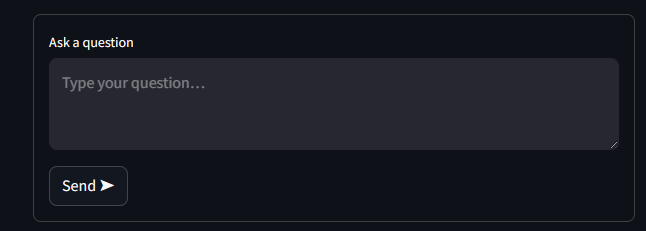 Ask a question
Type your question...
Send ➤